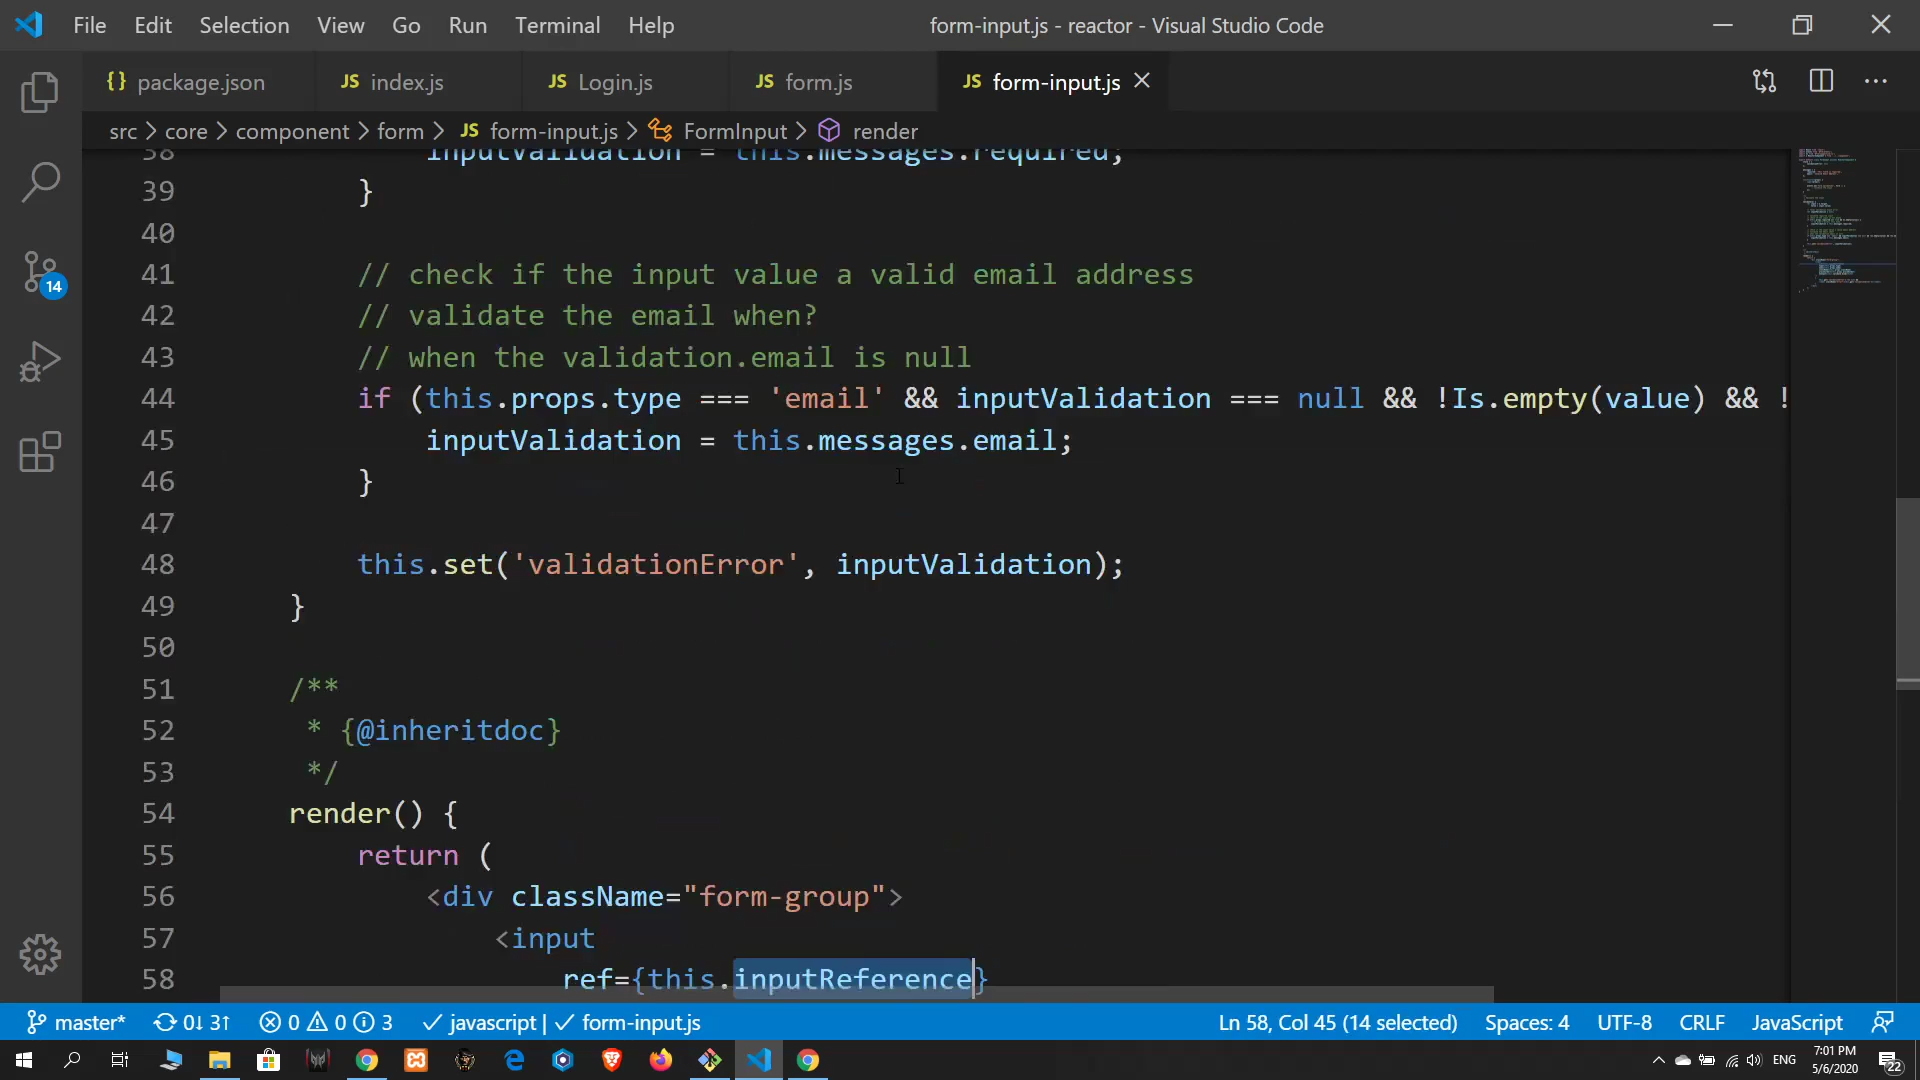 File Edit Selection View Go Run Terminal Help form-input.js - reactor - Visual Studio Code
{} package.json JS index.js JS Login.js JS form.js JS form-input.js
src > core > component > form > JS form-input.js > FormInput > render
38 inputValidation = this.messages.required;
39 }
40
41 // check if the input value a valid email address
42 // validate the email when?
43 // when the validation.email is null
44 if (this.props.type === 'email' && inputValidation === null && !Is.empty(value) && !
45 inputValidation = this.messages.email;
46 }
47
48 this.set('validationError', inputValidation);
49 }
50
51 /**
52 * {@inheritdoc}
53 */
54 render() {
55 return (
56 <div className="form-group">
57 <input
58 ref={this.inputReference}
14
master* 0↓ 3↑ 0 0 3 javascript | form-input.js Ln 58, Col 45 (14 selected) Spaces: 4 UTF-8 CRLF JavaScript
ENG 7:01 PM
5/6/2020
22